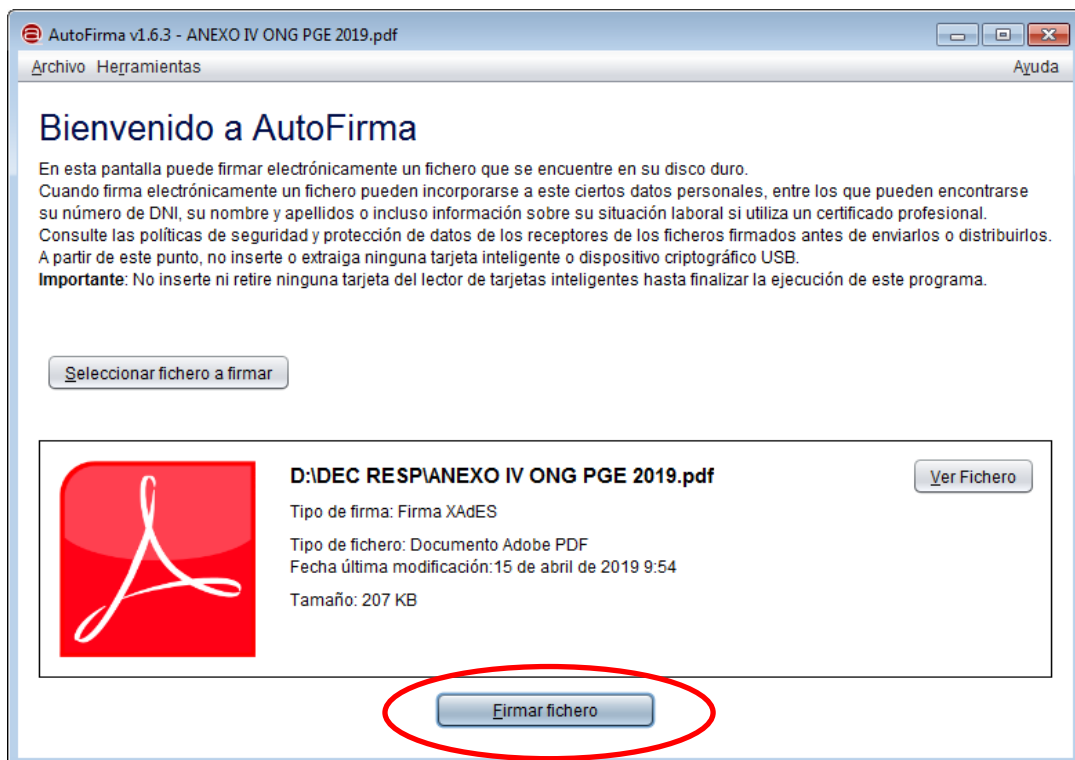 AutoFirma v1.6.3 - ANEXO IV ONG PGE 2019.pdf
Archivo Herramientas Ayuda
Bienvenido a AutoFirma
En esta pantalla puede firmar electrónicamente un fichero que se encuentre en su disco duro.
Cuando firma electrónicamente un fichero pueden incorporarse a este ciertos datos personales, entre los que pueden encontrarse
su número de DNI, su nombre y apellidos o incluso información sobre su situación laboral si utiliza un certificado profesional.
Consulte las políticas de seguridad y protección de datos de los receptores de los ficheros firmados antes de enviarlos o distribuirlos.
A partir de este punto, no inserte o extraiga ninguna tarjeta inteligente o dispositivo criptográfico USB.
Importante: No inserte ni retire ninguna tarjeta del lector de tarjetas inteligentes hasta finalizar la ejecución de este programa.
Seleccionar fichero a firmar
D:\DEC RESP\ANEXO IV ONG PGE 2019.pdf
Ver Fichero
Tipo de firma: Firma XAdES
Tipo de fichero: Documento Adobe PDF
Fecha última modificación:15 de abril de 2019 9:54
Tamaño: 207 KB
Firmar fichero